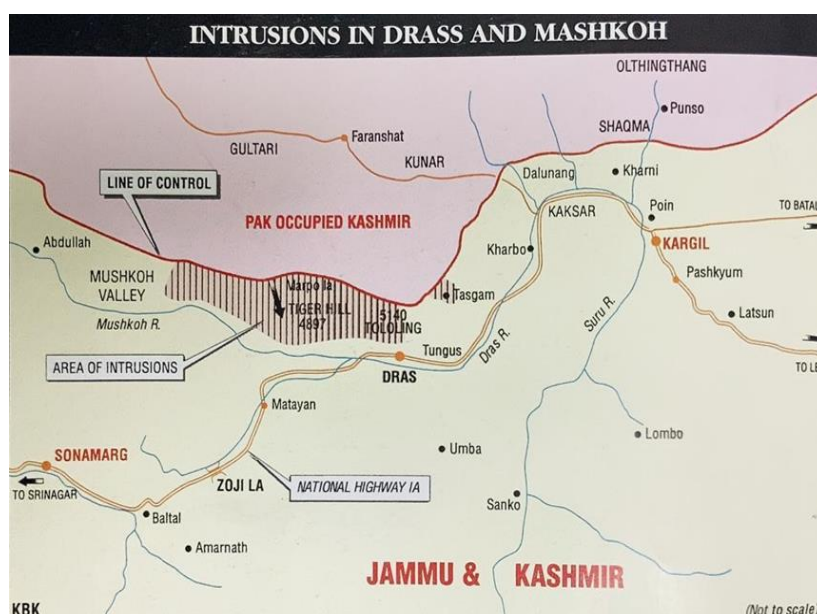 INTRUSIONS IN DRASS AND MASHKOH
OLTHINGTHANG
Punso
SHAQMA
Faranshat
GULTARI
KUNAR
Dalunang
Kharni
LINE OF CONTROL
PAK OCCUPIED KASHMIR
KAKSAR
Poin
TO BATAL
Abdullah
Kharbo
KARGIL
MUSHKOH
VALLEY
Marpo la
Tasgam
Pashkyum
TIGER HILL
4897
5140
TOLOLING
Latsun
Mushkoh R.
Dras R.
Suru R.
Tungus
AREA OF INTRUSIONS
DRAS
TO LE
Matayan
Lombo
Umba
SONAMARG
ZOJI LA
NATIONAL HIGHWAY IA
TO SRINAGAR
Sanko
Baltal
Amarnath
JAMMU & KASHMIR
KBK
(Not to scale)